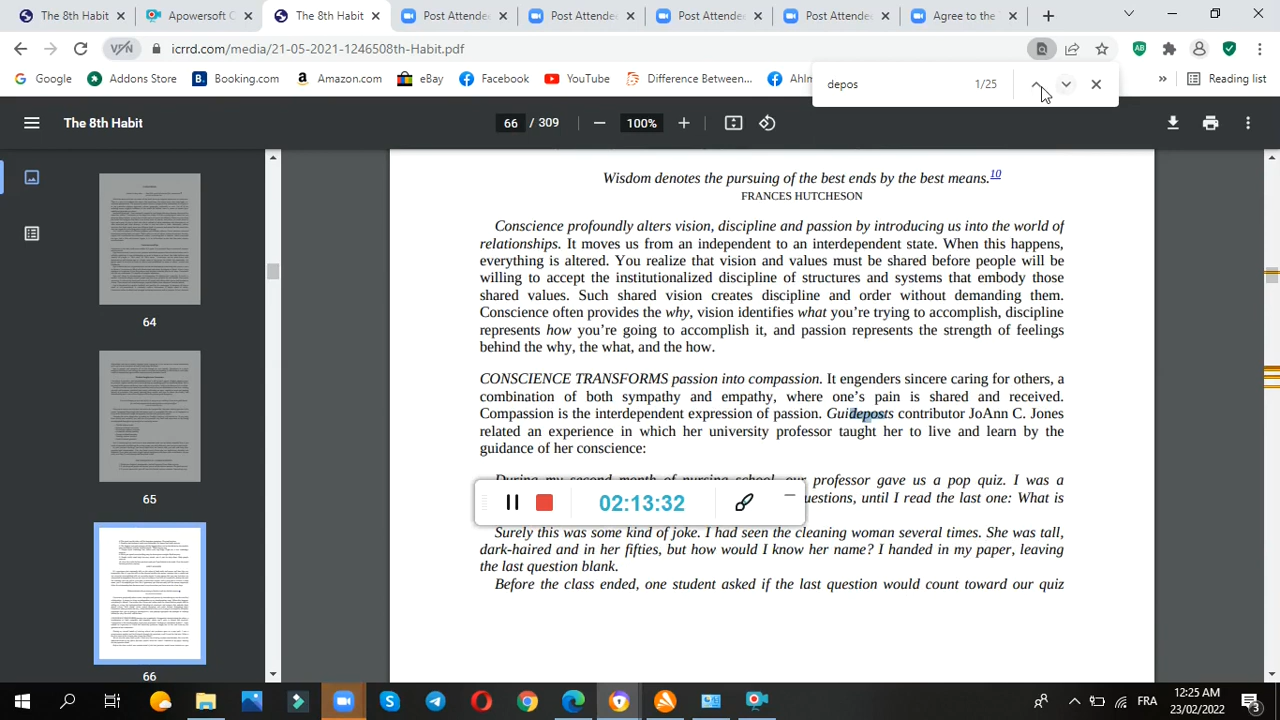 The 8th Habit
Apowersoft C
The 8th Habit
Post Attende
Post Attende
Post Attende
Post Attende
Agree to the
VPN
icrrd.com/media/21-05-2021-1246508th-Habit.pdf
Google
Addons Store
Booking.com
Amazon.com
eBay
Facebook
YouTube
Difference Between...
»
Reading list
depos
1/25
The 8th Habit
66 / 309
100%
64
65
66
Wisdom denotes the pursuing of the best ends by the best means.10
FRANCES HUTCHESON
Conscience profoundly alters vision, discipline and passion by introducing us into the world of
relationships. It moves us from an independent to an interdependent state. When this happens,
everything is altered. You realize that vision and values must be shared before people will be
willing to accept the institutionalized discipline of structures and systems that embody those
shared values. Such shared vision creates discipline and order without demanding them.
Conscience often provides the why, vision identifies what you're trying to accomplish, discipline
represents how you're going to accomplish it, and passion represents the strength of feelings
behind the why, the what, and the how.
CONSCIENCE TRANSFORMS passion into compassion. It engenders sincere caring for others, a
combination of both sympathy and empathy, where one's pain is shared and received.
Compassion is the interdependent expression of passion. Guideposts contributor JoAnn C. Jones
related an experience in which her university professor taught her to live and learn by the
guidance of her conscience:
During my second month of nursing school, our professor gave us a pop quiz. I was a
questions, until I read the last one: What is
02:13:32
Surely this was some kind of joke. I had seen the cleaning woman several times. She was tall,
dark-haired and in her fifties, but how would I know her name? I handed in my paper, leaving
the last question blank.
Before the class ended, one student asked if the last question would count toward our quiz
FRA
12:25 AM
23/02/2022
3